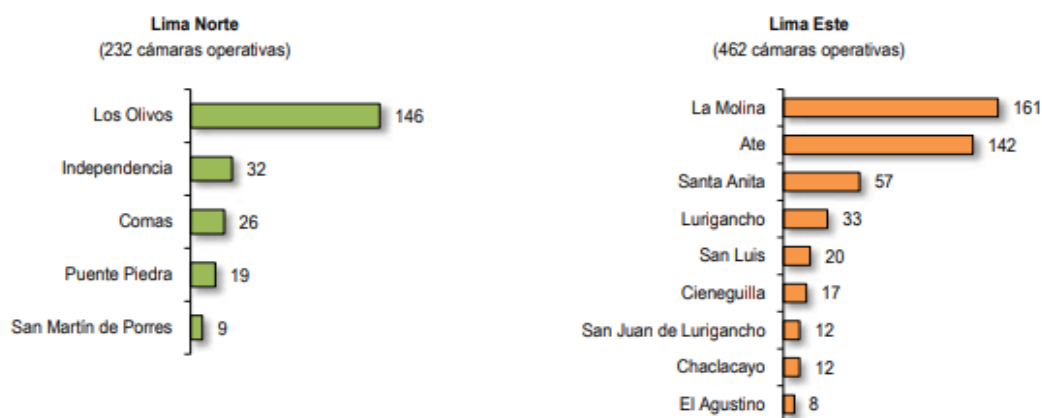 Lima Norte
(232 cámaras operativas)
Los Olivos 146
Independencia 32
Comas 26
Puente Piedra 19
San Martín de Porres 9
Lima Este
(462 cámaras operativas)
La Molina 161
Ate 142
Santa Anita 57
Lurigancho 33
San Luis 20
Cieneguilla 17
San Juan de Lurigancho 12
Chaclacayo 12
El Agustino 8